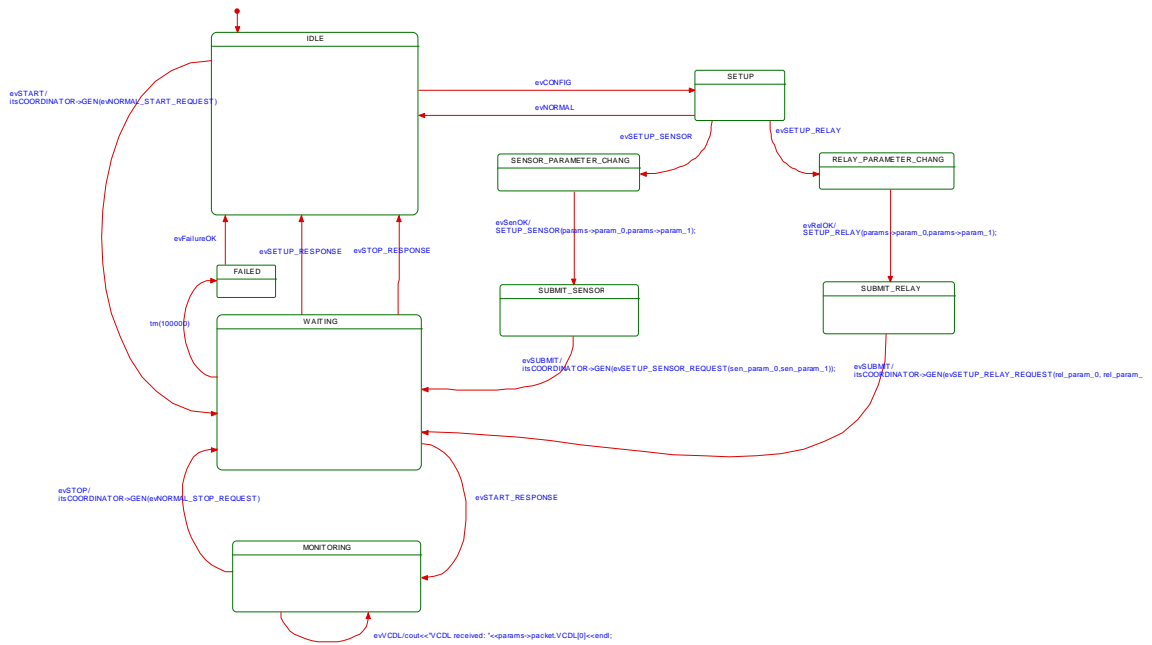 IDLE
SETUP
evCONFIG
evSTART/
itsCOORDINATOR->GEN(evNORMAL_START_REQUEST)
evNORMAL
evSETUP_SENSOR
evSETUP_RELAY
SENSOR_PARAMETER_CHANG
RELAY_PARAMETER_CHANG
evSenOK/
SETUP_SENSOR(params->param_0,params->param_1);
evRelOK/
SETUP_RELAY(params->param_0,params->param_1);
evFailureOK
evSETUP_RESPONSE
evSTOP_RESPONSE
FAILED
SUBMIT_SENSOR
SUBMIT_RELAY
tm(100000)
WAITING
evSUBMIT/
itsCOORDINATOR->GEN(evSETUP_SENSOR_REQUEST(sen_param_0,sen_param_1));
evSUBMIT/
itsCOORDINATOR->GEN(evSETUP_RELAY_REQUEST(rel_param_0, rel_param_
evSTOP/
itsCOORDINATOR->GEN(evNORMAL_STOP_REQUEST)
evSTART_RESPONSE
MONITORING
evVCDL/cout<<"VCDL received: "<<params->packet.VCDL[0]<<endl;